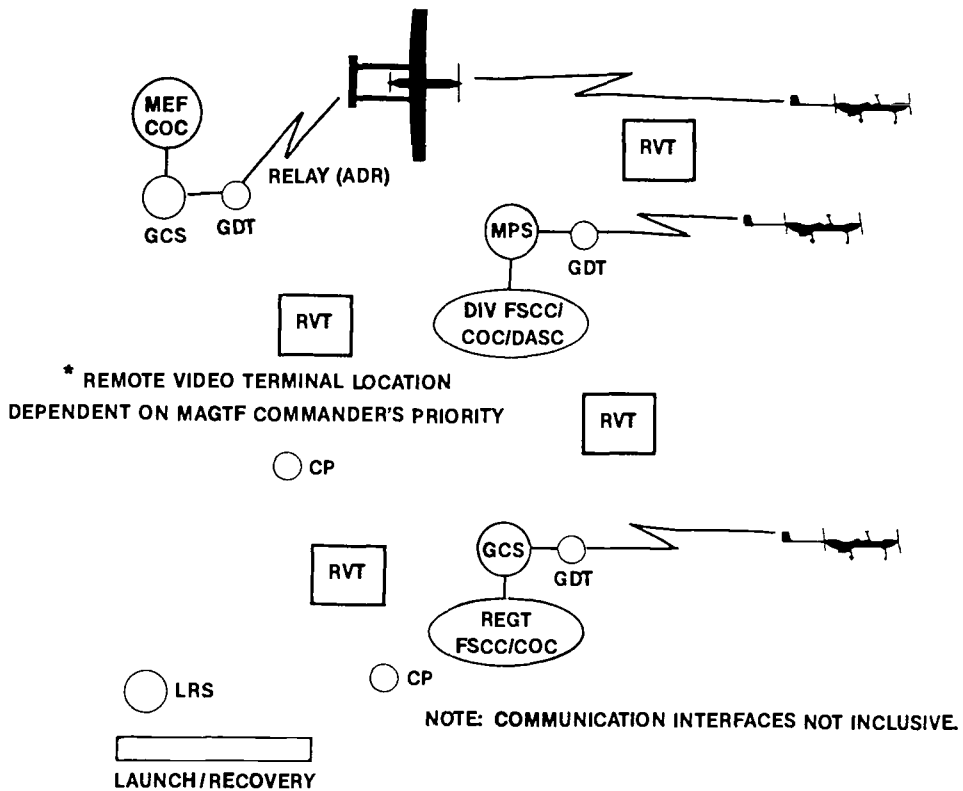 MEF
COC
RELAY (ADR)
GCS
GDT
RVT
MPS
GDT
DIV FSCC/
COC/DASC
RVT
* REMOTE VIDEO TERMINAL LOCATION
DEPENDENT ON MAGTF COMMANDER'S PRIORITY
RVT
CP
GCS
GDT
RVT
REGT
FSCC/COC
CP
LRS
NOTE: COMMUNICATION INTERFACES NOT INCLUSIVE.
LAUNCH/RECOVERY